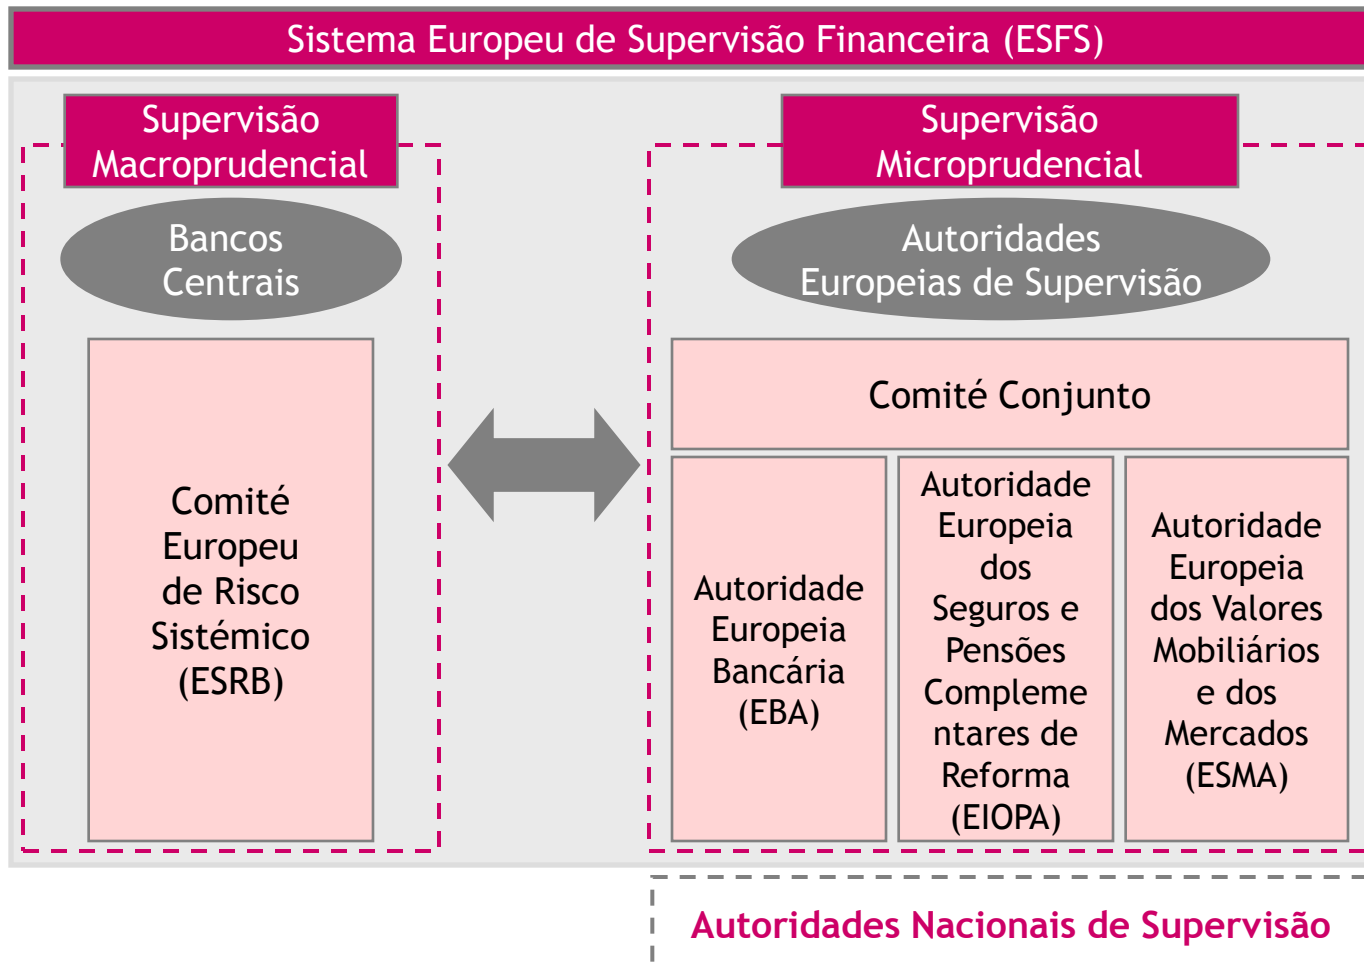 Sistema Europeu de Supervisão Financeira (ESFS)
Supervisão
Macroprudencial
Bancos
Centrais
Comité
Europeu
de Risco
Sistémico
(ESRB)
Supervisão
Microprudencial
Autoridades
Europeias de Supervisão
Comité Conjunto
Autoridade
Europeia
Bancária
(EBA)
Autoridade
Europeia
dos
Seguros e
Pensões
Compleme
ntares de
Reforma
(EIOPA)
Autoridade
Europeia
dos Valores
Mobiliários
e dos
Mercados
(ESMA)
Autoridades Nacionais de Supervisão